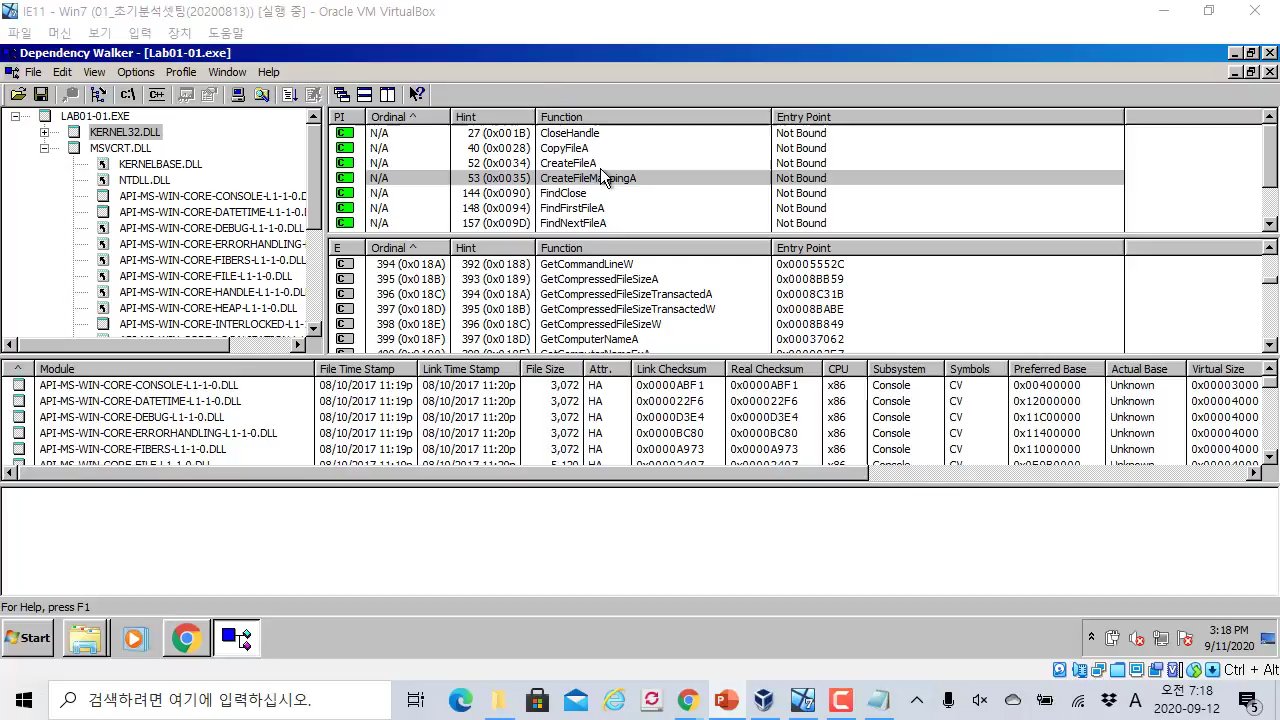 IE11 - Win7 (01_초기분석셋팅(20200813)) [실행 중] - Oracle VM VirtualBox
파일 머신 보기 입력 장치 도움말
Dependency Walker - [Lab01-01.exe]
File Edit View Options Profile Window Help
LAB01-01.EXE
KERNEL32.DLL
MSVCRT.DLL
KERNELBASE.DLL
NTDLL.DLL
API-MS-WIN-CORE-CONSOLE-L1-1-0.D
API-MS-WIN-CORE-DATETIME-L1-1-0.
API-MS-WIN-CORE-DEBUG-L1-1-0.DLL
API-MS-WIN-CORE-ERRORHANDLING-
API-MS-WIN-CORE-FIBERS-L1-1-0.DLL
API-MS-WIN-CORE-FILE-L1-1-0.DLL
API-MS-WIN-CORE-HANDLE-L1-1-0.DL
API-MS-WIN-CORE-HEAP-L1-1-0.DLL
API-MS-WIN-CORE-INTERLOCKED-L1-
PI Ordinal ^ Hint Function Entry Point
C N/A 27 (0x001B) CloseHandle Not Bound
C N/A 40 (0x0028) CopyFileA Not Bound
C N/A 52 (0x0034) CreateFileA Not Bound
C N/A 53 (0x0035) CreateFileMappingA Not Bound
C N/A 144 (0x0090) FindClose Not Bound
C N/A 148 (0x0094) FindFirstFileA Not Bound
C N/A 157 (0x009D) FindNextFileA Not Bound
E Ordinal ^ Hint Function Entry Point
C 394 (0x018A) 392 (0x0188) GetCommandLineW 0x0005552C
C 395 (0x018B) 393 (0x0189) GetCompressedFileSizeA 0x0008BB59
C 396 (0x018C) 394 (0x018A) GetCompressedFileSizeTransactedA 0x0008C31B
C 397 (0x018D) 395 (0x018B) GetCompressedFileSizeTransactedW 0x0008BABE
C 398 (0x018E) 396 (0x018C) GetCompressedFileSizeW 0x0008B849
C 399 (0x018F) 397 (0x018D) GetComputerNameA 0x00037062
^ Module File Time Stamp Link Time Stamp File Size Attr. Link Checksum Real Checksum CPU Subsystem Symbols Preferred Base Actual Base Virtual Size
API-MS-WIN-CORE-CONSOLE-L1-1-0.DLL 08/10/2017 11:19p 08/10/2017 11:20p 3,072 HA 0x0000ABF1 0x0000ABF1 x86 Console CV 0x00400000 Unknown 0x00003000
API-MS-WIN-CORE-DATETIME-L1-1-0.DLL 08/10/2017 11:19p 08/10/2017 11:20p 3,072 HA 0x000022F6 0x000022F6 x86 Console CV 0x12000000 Unknown 0x00004000
API-MS-WIN-CORE-DEBUG-L1-1-0.DLL 08/10/2017 11:19p 08/10/2017 11:20p 3,072 HA 0x0000D3E4 0x0000D3E4 x86 Console CV 0x11C00000 Unknown 0x00004000
API-MS-WIN-CORE-ERRORHANDLING-L1-1-0.DLL 08/10/2017 11:19p 08/10/2017 11:20p 3,072 HA 0x0000BC80 0x0000BC80 x86 Console CV 0x11400000 Unknown 0x00004000
API-MS-WIN-CORE-FIBERS-L1-1-0.DLL 08/10/2017 11:19p 08/10/2017 11:20p 3,072 HA 0x0000A973 0x0000A973 x86 Console CV 0x11000000 Unknown 0x00004000
For Help, press F1
Start
3:18 PM
9/11/2020
Ctrl + Alt
검색하려면 여기에 입력하십시오.
A
오전 7:18
2020-09-12
5